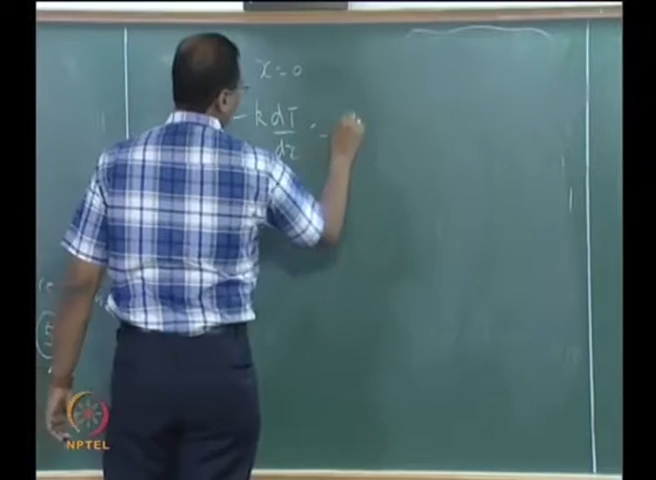 x = 0
- k dT/dx = -
NPTEL